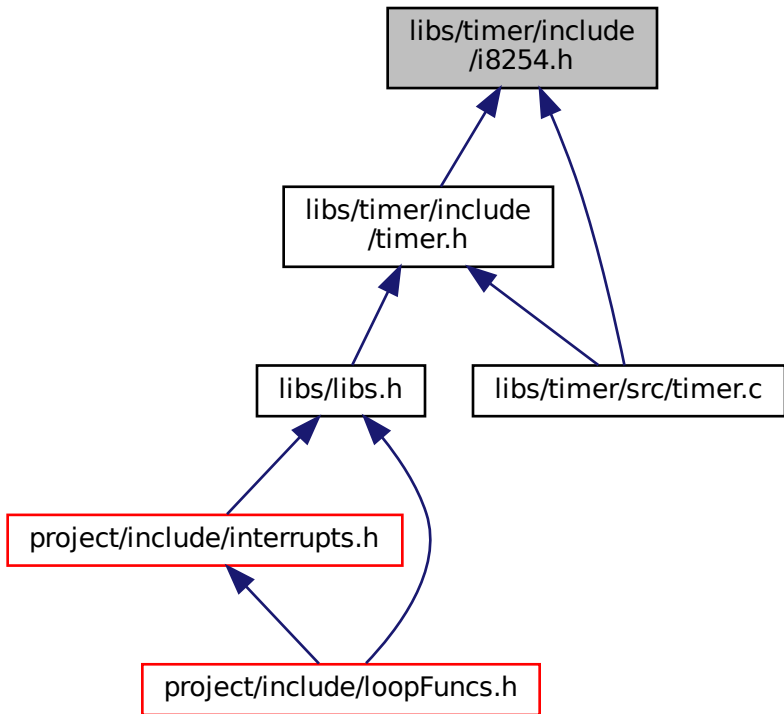 libs/timer/include
/i8254.h
libs/timer/include
/timer.h
libs/libs.h
libs/timer/src/timer.c
project/include/interrupts.h
project/include/loopFuncs.h